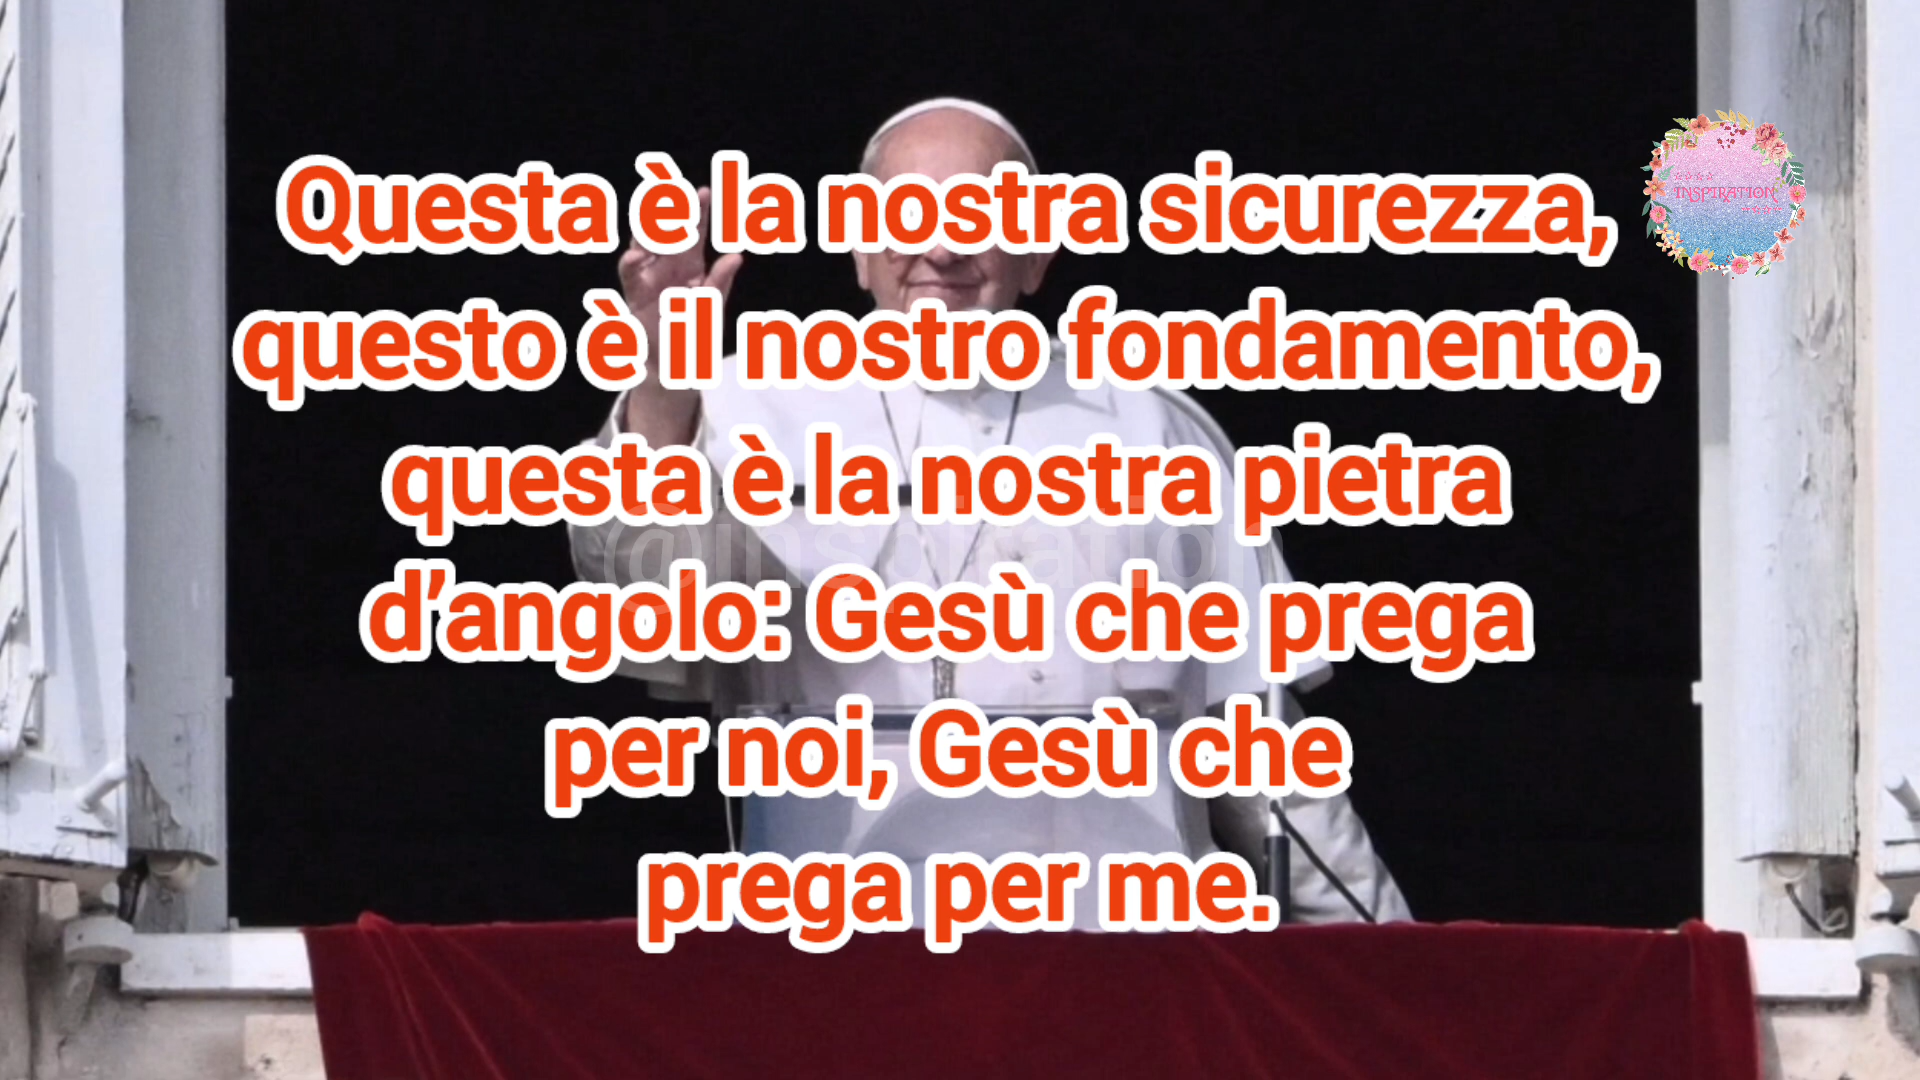 Questa è la nostra sicurezza,
INSPIRATION
questo è il nostro fondamento,
questa è la nostra pietra
@inspiration
d’angolo: Gesù che prega
per noi, Gesù che
prega per me.